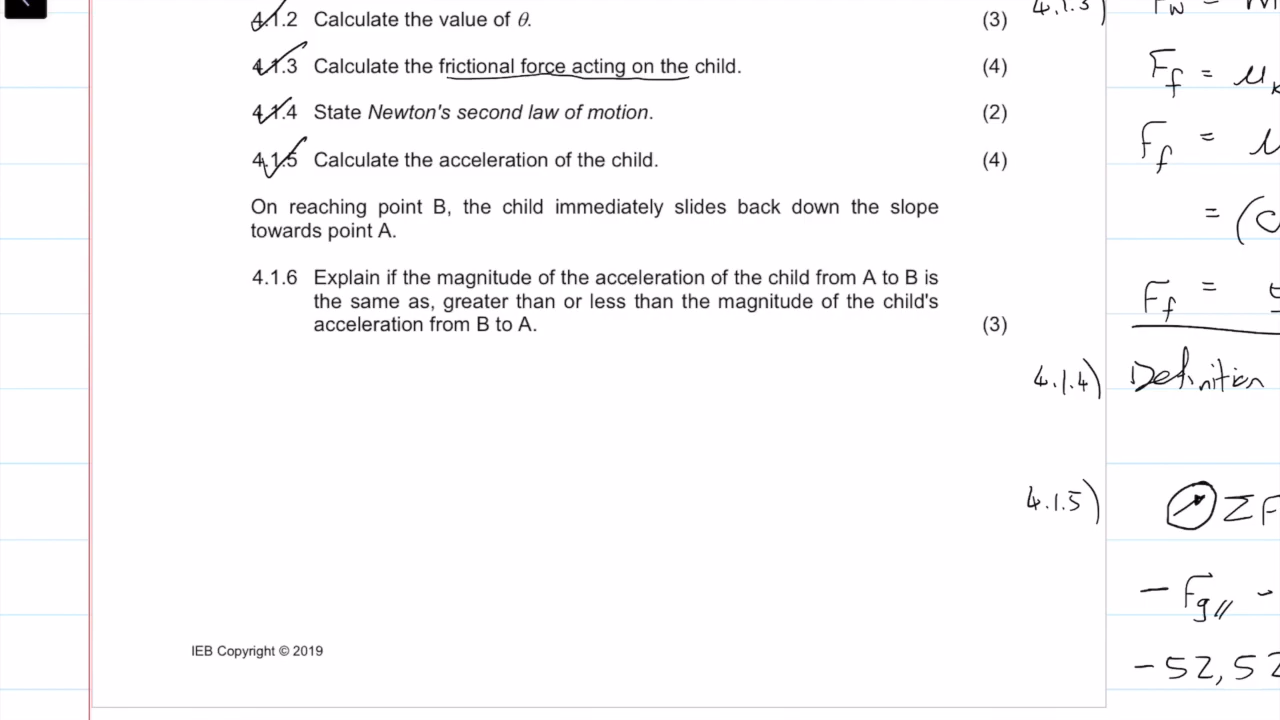 4.1.2 Calculate the value of θ. (3)
4.1.3 Calculate the frictional force acting on the child. (4)
4.1.4 State Newton's second law of motion. (2)
4.1.5 Calculate the acceleration of the child. (4)
On reaching point B, the child immediately slides back down the slope
towards point A.
4.1.6 Explain if the magnitude of the acceleration of the child from A to B is
the same as, greater than or less than the magnitude of the child's
acceleration from B to A. (3)
IEB Copyright © 2019
4.1.3)
F_f = μ_k
F_f =
= (0
F_f =
4.1.4) Definition
4.1.5) ΣF
- F_g// -
- 52,52